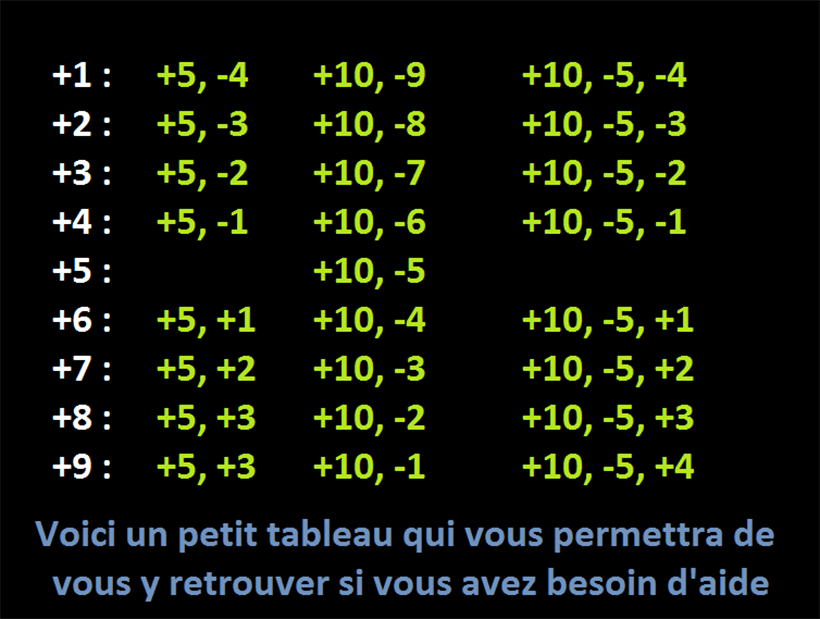 +1 : +5, -4 +10, -9 +10, -5, -4
+2 : +5, -3 +10, -8 +10, -5, -3
+3 : +5, -2 +10, -7 +10, -5, -2
+4 : +5, -1 +10, -6 +10, -5, -1
+5 : +10, -5
+6 : +5, +1 +10, -4 +10, -5, +1
+7 : +5, +2 +10, -3 +10, -5, +2
+8 : +5, +3 +10, -2 +10, -5, +3
+9 : +5, +3 +10, -1 +10, -5, +4
Voici un petit tableau qui vous permettra de
vous y retrouver si vous avez besoin d'aide